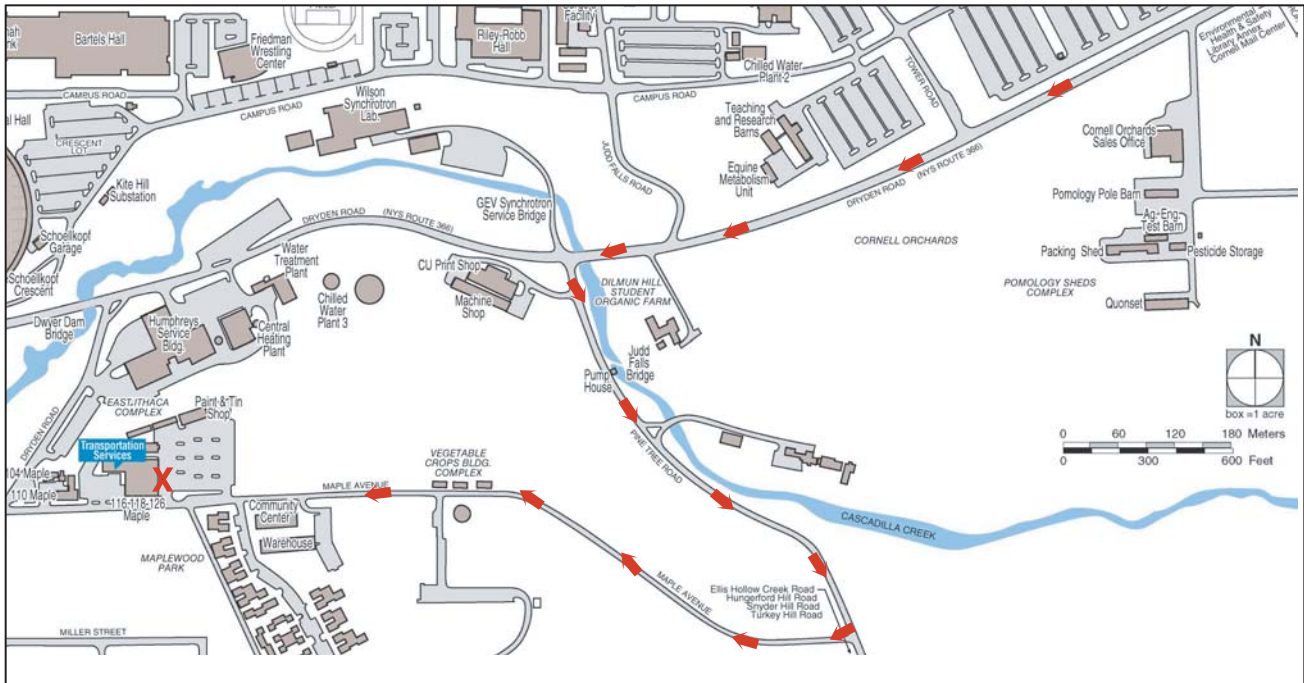 Bartels Hall
Friedman
Wrestling
Center
Riley-Robb
Hall
Facility
Chilled Water
Plant 2
Environmental
Health & Safety
Library Annex
Cornell Mail Center
CAMPUS ROAD
CAMPUS ROAD
CAMPUS ROAD
TOWER ROAD
Wilson
Synchrotron
Lab.
Teaching
and Research
Barns
Equine
Metabolism
Unit
CRESCENT
LOT
JUDD FALLS ROAD
DRYDEN ROAD
(NYS ROUTE 366)
Cornell Orchards
Sales Office
Kite Hill
Substation
GEV Synchrotron
Service Bridge
Pomology Pole Barn
Ag. Eng.
Test Barn
Packing Shed
Pesticide Storage
POMOLOGY SHEDS
COMPLEX
Quonset
CORNELL ORCHARDS
DRYDEN ROAD
(NYS ROUTE 366)
Schoellkopf
Garage
Schoellkopf
Crescent
Water
Treatment
Plant
CU Print Shop
Machine
Shop
Chilled
Water
Plant 3
DILMUN HILL
STUDENT
ORGANIC FARM
Dwyer Dam
Bridge
Humphreys
Service
Bldg.
Central
Heating
Plant
Judd
Falls
Bridge
Pump
House
N
box =1 acre
0 60 120 180 Meters
0 300 600 Feet
EAST ITHACA
COMPLEX
Paint & Tin
Shop
DRYDEN ROAD
Transportation
Services
X
104 Maple
110 Maple
116-118-126
Maple
VEGETABLE
CROPS BLDG.
COMPLEX
PINE TREE ROAD
MAPLE AVENUE
Community
Center
Warehouse
CASCADILLA CREEK
MAPLEWOOD
PARK
MAPLE AVENUE
Ellis Hollow Creek Road
Hungerford Hill Road
Snyder Hill Road
Turkey Hill Road
MILLER STREET